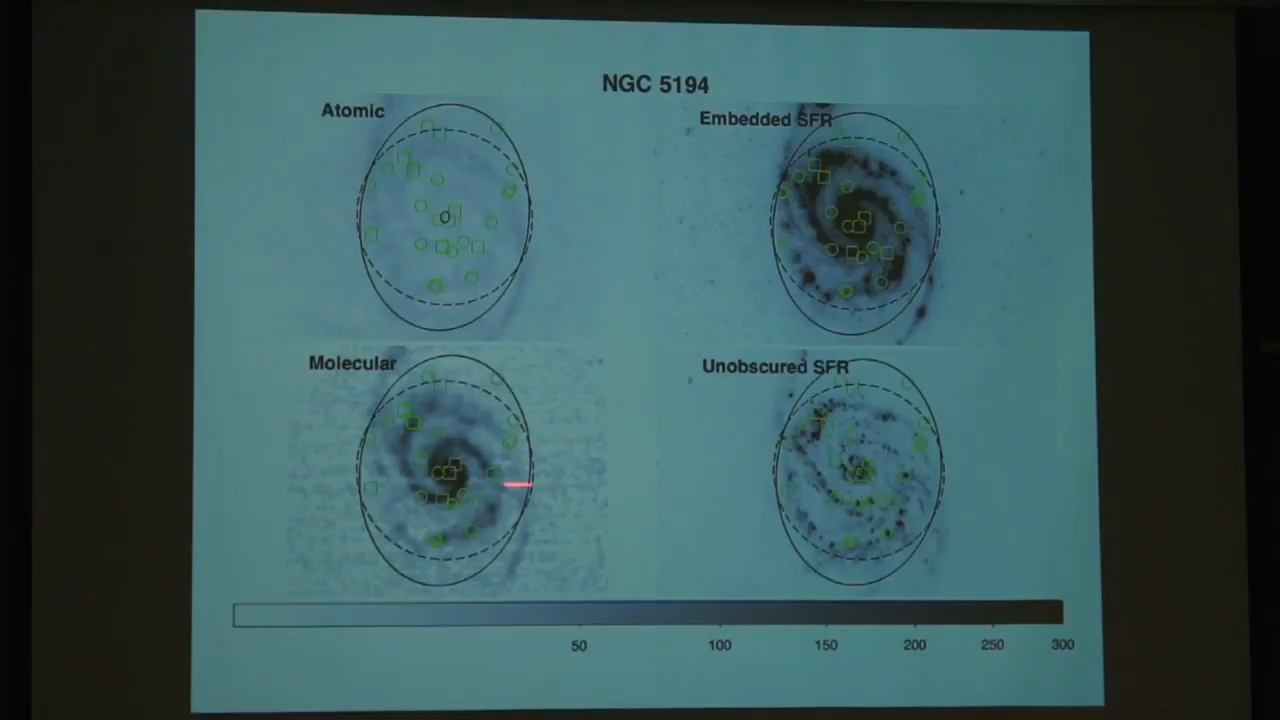 NGC 5194
Atomic
Embedded SFR
Molecular
Unobscured SFR
50 100 150 200 250 300